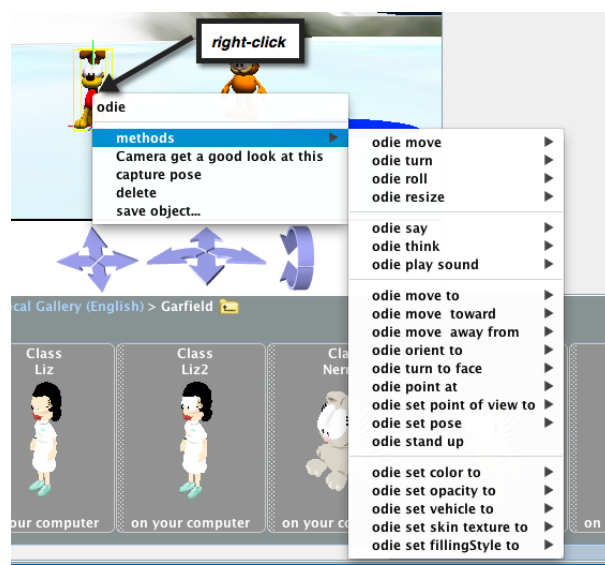 right-click
odie
methods
Camera get a good look at this
capture pose
delete
save object...
odie move
odie turn
odie roll
odie resize
odie say
odie think
odie play sound
odie move to
odie move toward
odie move away from
odie orient to
odie turn to face
odie point at
odie set point of view to
odie set pose
odie stand up
odie set color to
odie set opacity to
odie set vehicle to
odie set skin texture to
odie set fillingStyle to
cal Gallery (English) > Garfield
Class
Liz
our computer
Class
Liz2
on your computer
Cla
Ner
on your co
on